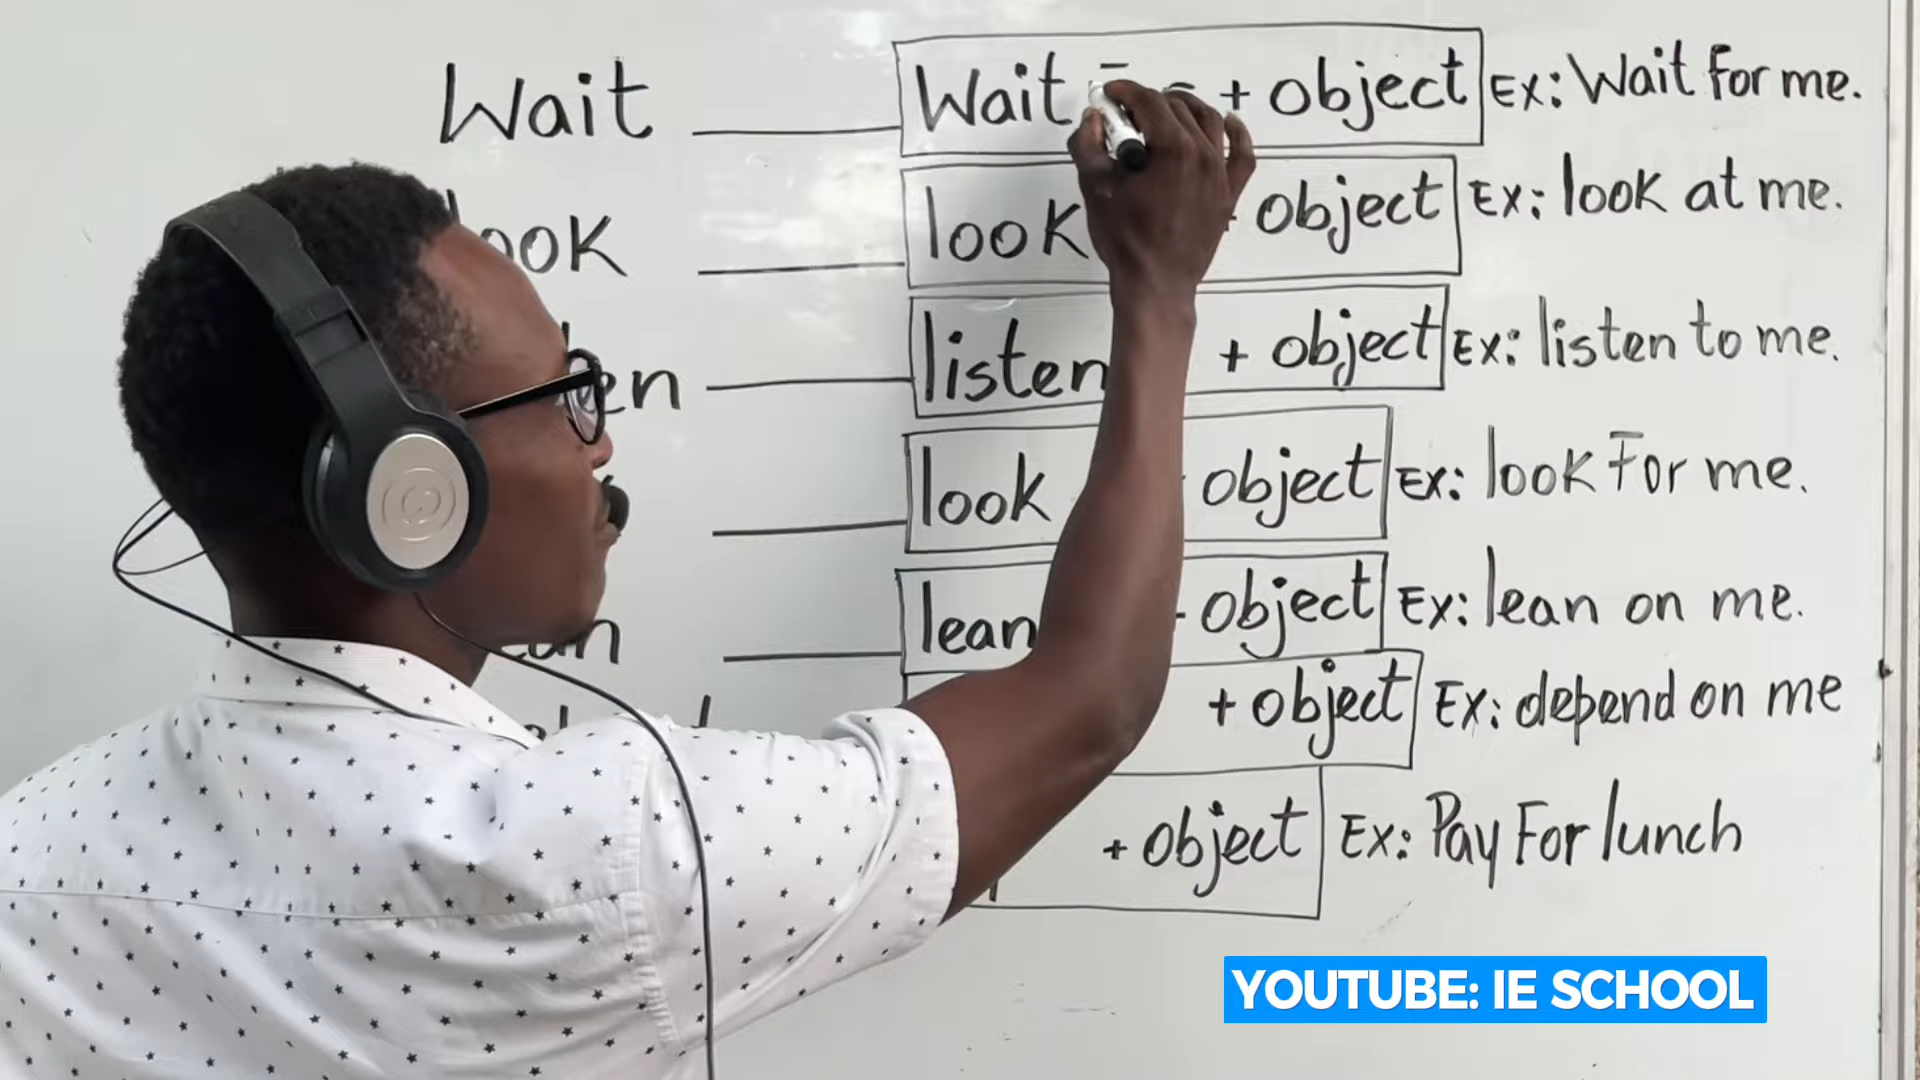 Wait Wait + object Ex: Wait for me.
look + object Ex: look at me.
listen + object Ex: listen to me.
look object Ex: look For me.
lean object Ex: lean on me.
+ object Ex: depend on me
+ object Ex: Pay For lunch
YOUTUBE: IE SCHOOL